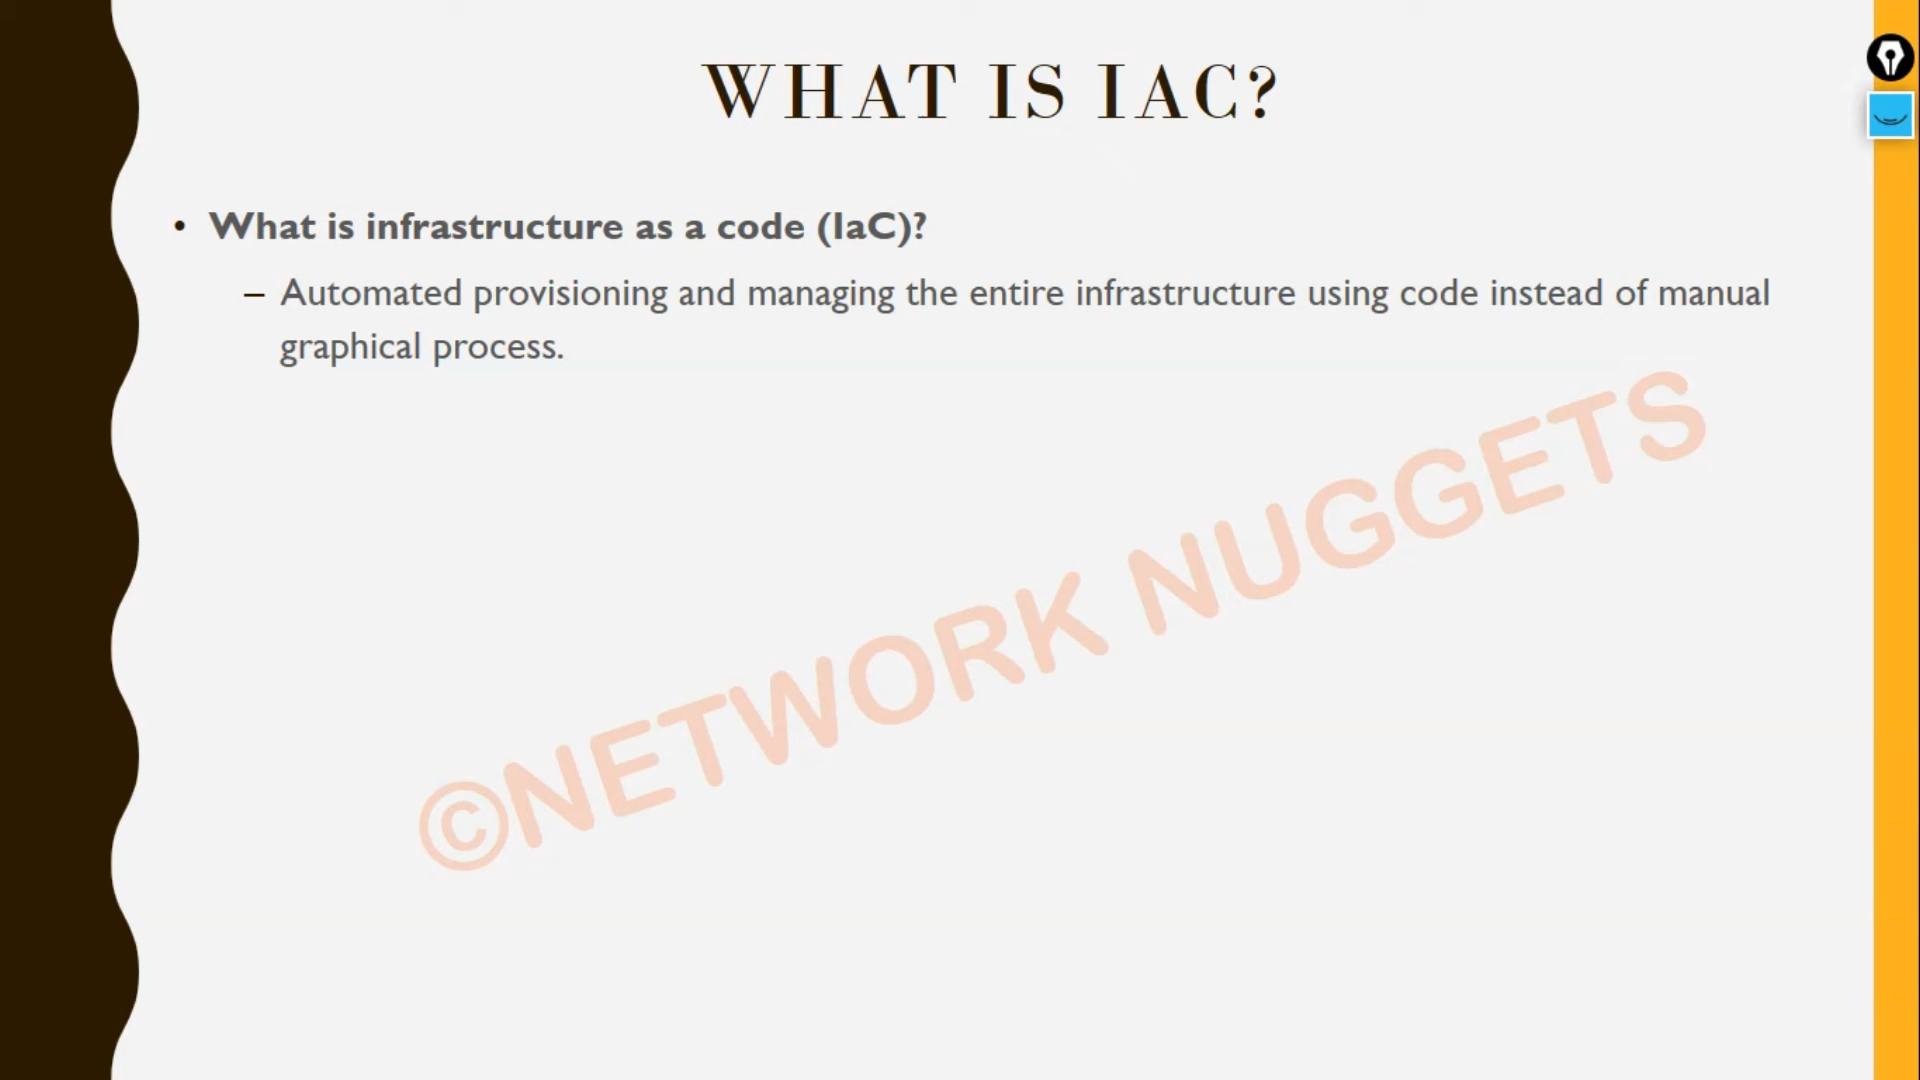 WHAT IS IAC?
• What is infrastructure as a code (IaC)?
– Automated provisioning and managing the entire infrastructure using code instead of manual
graphical process.
©NETWORK NUGGETS